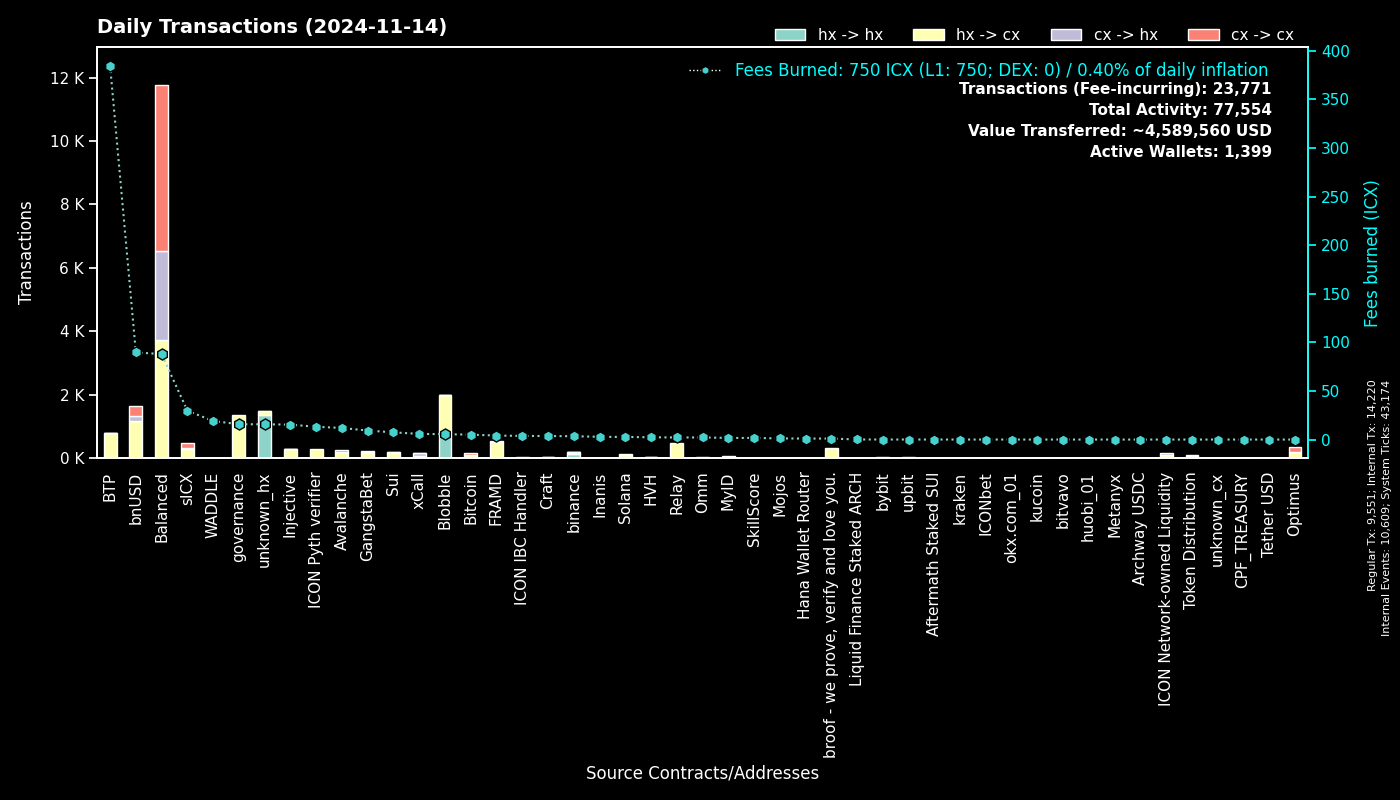 Daily Transactions (2024-11-14)
hx -> hx
hx -> cx
cx -> hx
cx -> cx
Fees Burned: 750 ICX (L1: 750; DEX: 0) / 0.40% of daily inflation
Transactions (Fee-incurring): 23,771
Total Activity: 77,554
Value Transferred: ~4,589,560 USD
Active Wallets: 1,399
Transactions
12 K
10 K
8 K
6 K
4 K
2 K
0 K
400
350
300
250
200
150
100
50
0
Fees burned (ICX)
Regular Tx: 9,551; Internal Tx: 14,220
Internal Events: 10,609; System Ticks: 43,174
BTP
bnUSD
Balanced
sICX
WADDLE
governance
unknown_hx
Injective
ICON Pyth verifier
Avalanche
GangstaBet
Sui
xCall
Blobble
Bitcoin
FRAMD
ICON IBC Handler
Craft
binance
Inanis
Solana
HVH
Relay
Omm
MyID
SkillScore
Mojos
Hana Wallet Router
broof - we prove, verify and love you.
Liquid Finance Staked ARCH
bybit
upbit
Aftermath Staked SUI
kraken
ICONbet
okx.com_01
kucoin
bitvavo
huobi_01
Metanyx
Archway USDC
ICON Network-owned Liquidity
Token Distribution
unknown_cx
CPF_TREASURY
Tether USD
Optimus
Source Contracts/Addresses